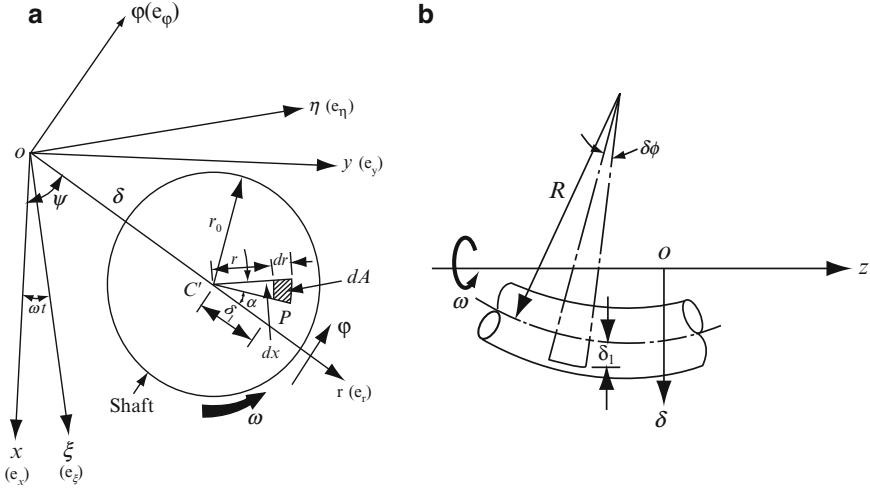 a
φ(e_φ)
η (e_η)
o
y (e_y)
ψ
δ
r_0
r
dr
dA
C'
α
δ_1
P
φ
dx
ωt
r (e_r)
Shaft
ω
x
(e_x)
ξ
(e_ξ)
b
δϕ
R
o
z
ω
δ_1
δ